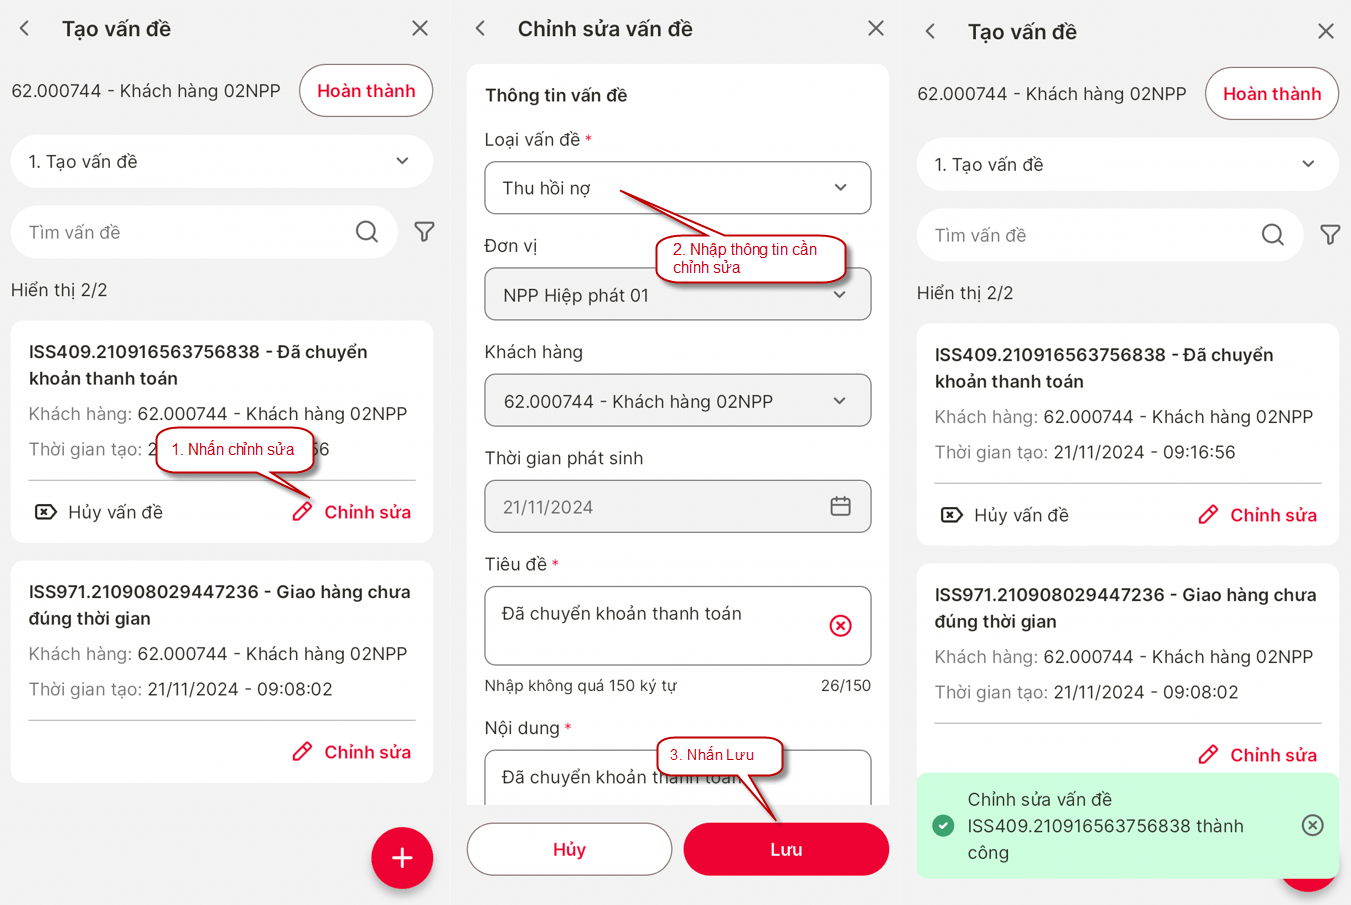 Tạo vấn đề
62.000744 - Khách hàng 02NPP
Hoàn thành
1. Tạo vấn đề
Tìm vấn đề
Hiển thị 2/2
ISS409.210916563756838 - Đã chuyển
khoản thanh toán
Khách hàng: 62.000744 - Khách hàng 02NPP
Thời gian tạo: 2
56
1. Nhấn chỉnh sửa
Hủy vấn đề
Chỉnh sửa
ISS971.210908029447236 - Giao hàng chưa
đúng thời gian
Khách hàng: 62.000744 - Khách hàng 02NPP
Thời gian tạo: 21/11/2024 - 09:08:02
Chỉnh sửa
Chỉnh sửa vấn đề
Thông tin vấn đề
Loại vấn đề *
Thu hồi nợ
2. Nhập thông tin cần
chỉnh sửa
Đơn vị
NPP Hiệp phát 01
Khách hàng
62.000744 - Khách hàng 02NPP
Thời gian phát sinh
21/11/2024
Tiêu đề *
Đã chuyển khoản thanh toán
Nhập không quá 150 ký tự
26/150
Nội dung *
3. Nhấn Lưu
Đã chuyển khoản thanh toán
Hủy
Lưu
Tạo vấn đề
62.000744 - Khách hàng 02NPP
Hoàn thành
1. Tạo vấn đề
Tìm vấn đề
Hiển thị 2/2
ISS409.210916563756838 - Đã chuyển
khoản thanh toán
Khách hàng: 62.000744 - Khách hàng 02NPP
Thời gian tạo: 21/11/2024 - 09:16:56
Hủy vấn đề
Chỉnh sửa
ISS971.210908029447236 - Giao hàng chưa
đúng thời gian
Khách hàng: 62.000744 - Khách hàng 02NPP
Thời gian tạo: 21/11/2024 - 09:08:02
Chỉnh sửa
Chỉnh sửa vấn đề
ISS409.210916563756838 thành
công